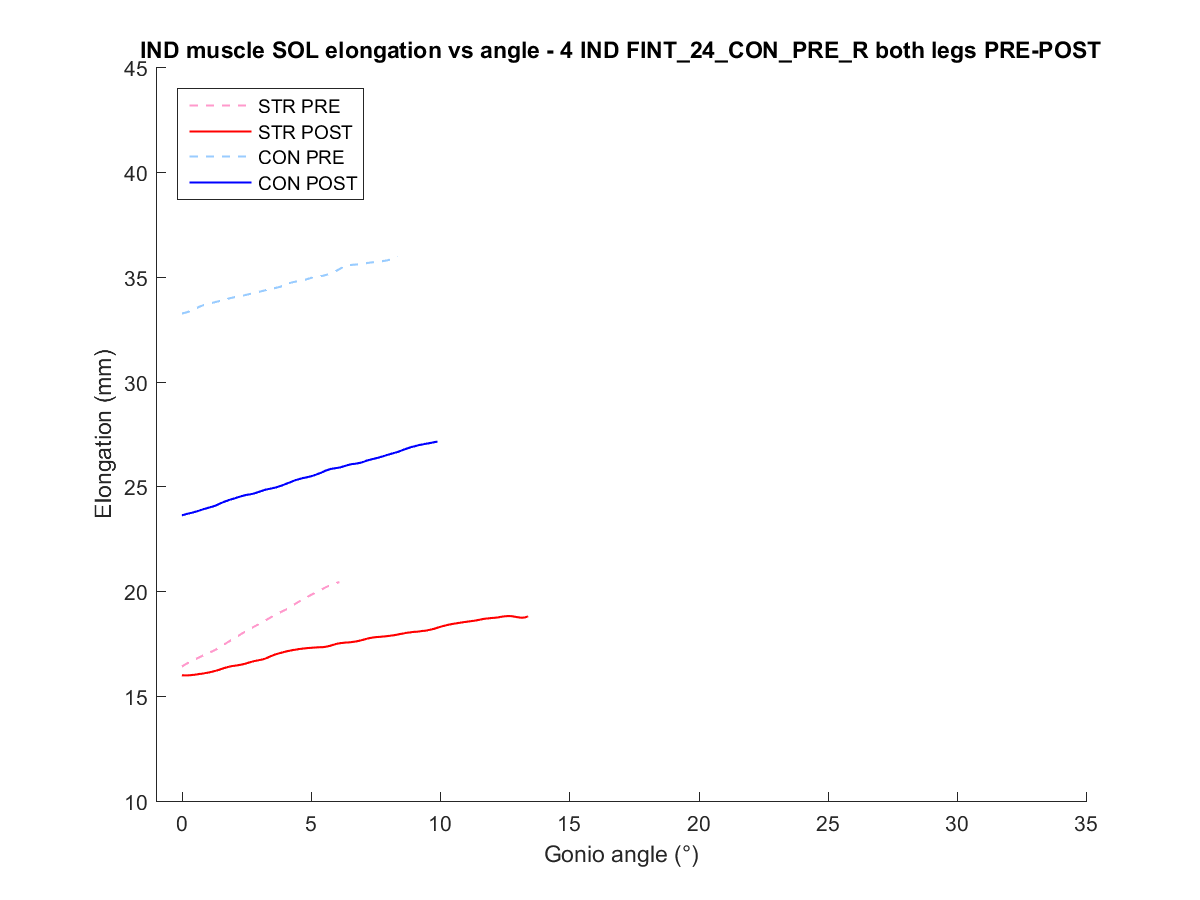 IND muscle SOL elongation vs angle - 4 IND FINT_24_CON_PRE_R both legs PRE-POST
STR PRE
STR POST
CON PRE
CON POST
45
40
35
30
25
20
15
10
Elongation (mm)
0 5 10 15 20 25 30 35
Gonio angle (°)